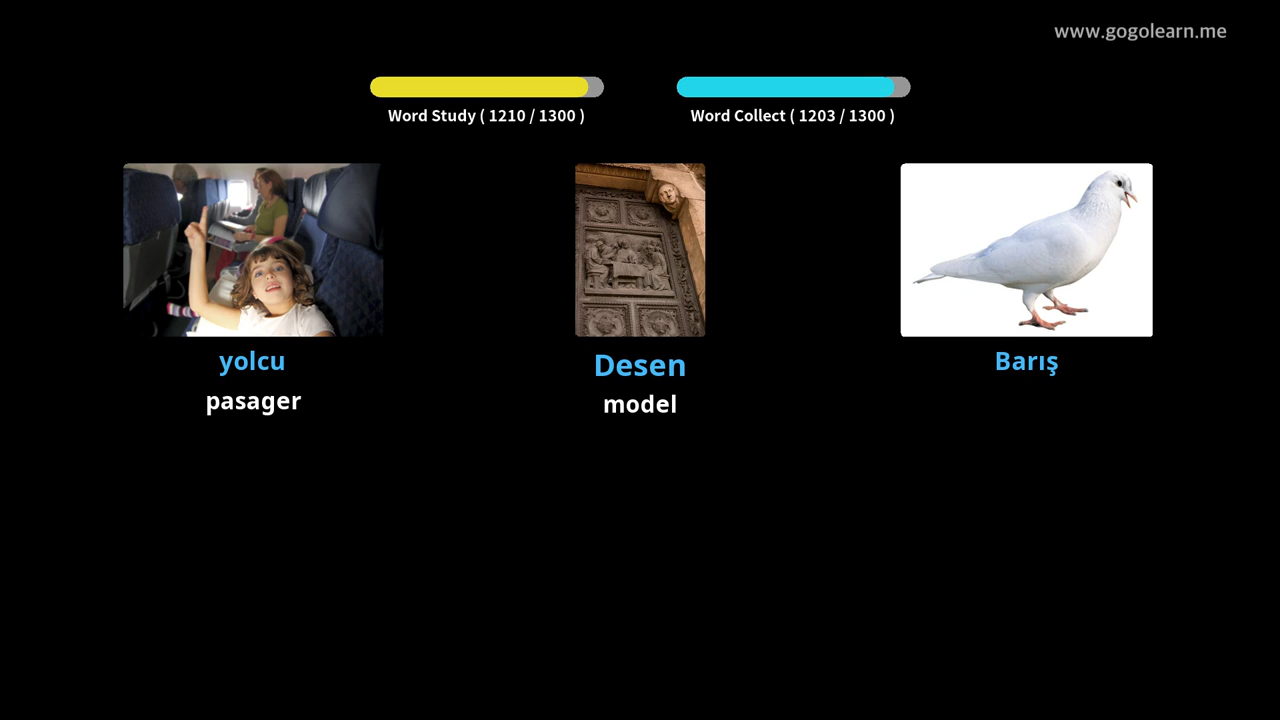 www.gogolearn.me
Word Study ( 1210 / 1300 )
Word Collect ( 1203 / 1300 )
yolcu
pasager
Desen
model
Barış